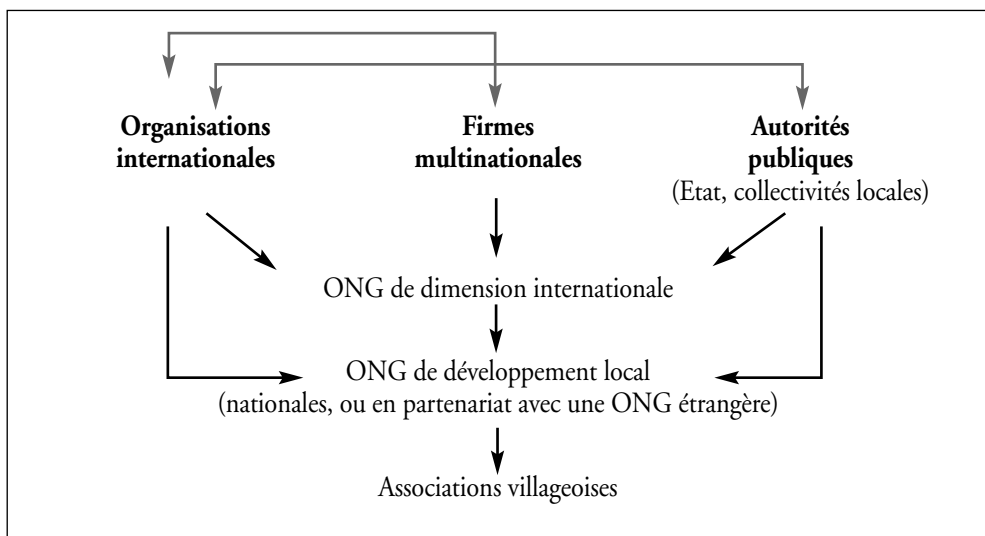 Organisations
internationales
Firmes
multinationales
Autorités
publiques
(Etat, collectivités locales)
ONG de dimension internationale
ONG de développement local
(nationales, ou en partenariat avec une ONG étrangère)
Associations villageoises